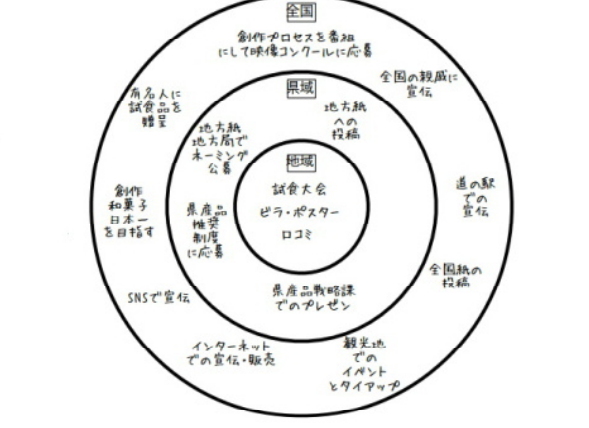 全国
創作プロセスを番組
にして映像コンクールに応募
全国の親戚に
宣伝
有名人に
試食品を
贈呈
県域
地方紙
への
投稿
地方紙
地方局で
ネーミング
公募
地域
試食大会
ビラ・ポスター
口コミ
道の駅
での
宣伝
創作
和菓子
日本一
を目指す
県産品
推奨
制度
に応募
全国紙の
投稿
SNSで宣伝
県産品戦略課
でのプレゼン
インターネット
での宣伝・販売
観光地
での
イベント
とタイアップ